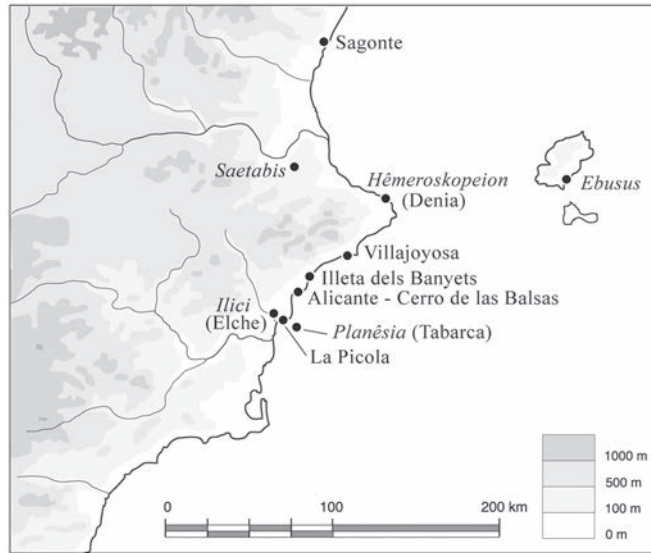 Sagonte
Saetabis
Hêmeroskopeion
(Denia)
Ebusus
Villajoyosa
Illeta dels Banyets
Alicante - Cerro de las Balsas
Ilici
(Elche)
Planêsia (Tabarca)
La Picola
1000 m
500 m
100 m
0 m
0 100 200 km